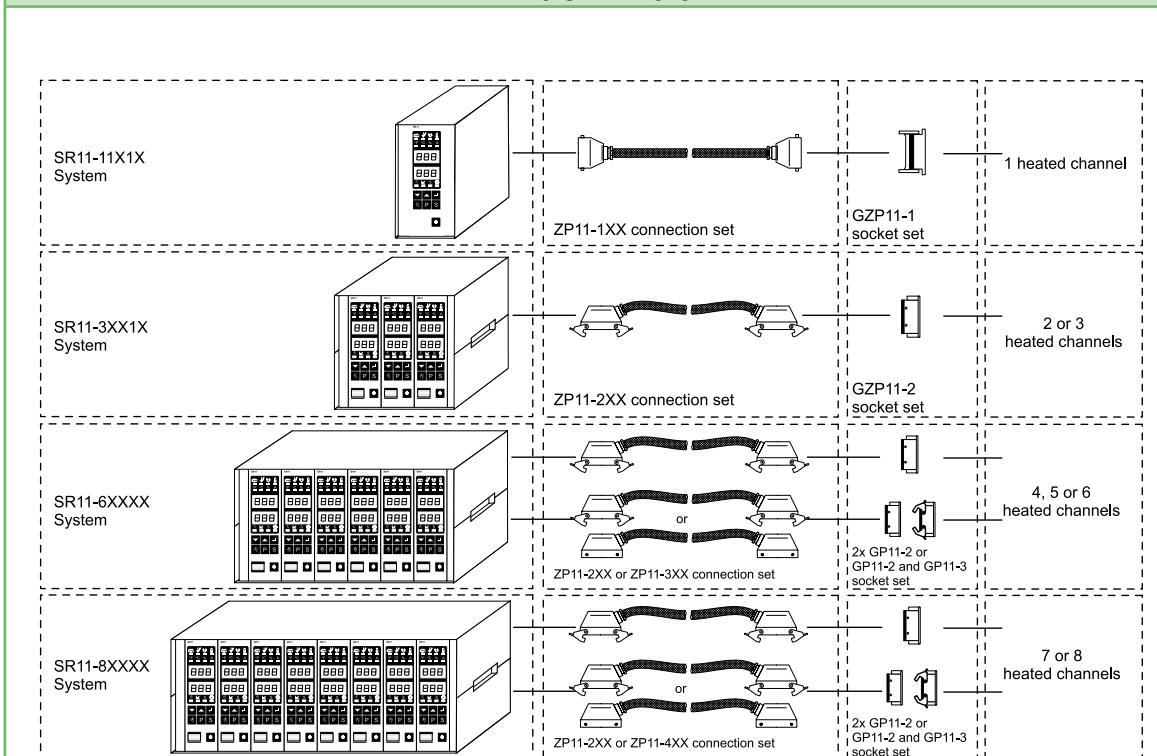 SR11-11X1X
System
ZP11-1XX connection set
GZP11-1
socket set
1 heated channel
SR11-3XX1X
System
ZP11-2XX connection set
GZP11-2
socket set
2 or 3
heated channels
SR11-6XXXX
System
or
ZP11-2XX or ZP11-3XX connection set
2x GP11-2 or
GP11-2 and GP11-3
socket set
4, 5 or 6
heated channels
SR11-8XXXX
System
or
ZP11-2XX or ZP11-4XX connection set
2x GP11-2 or
GP11-2 and GP11-3
socket set
7 or 8
heated channels